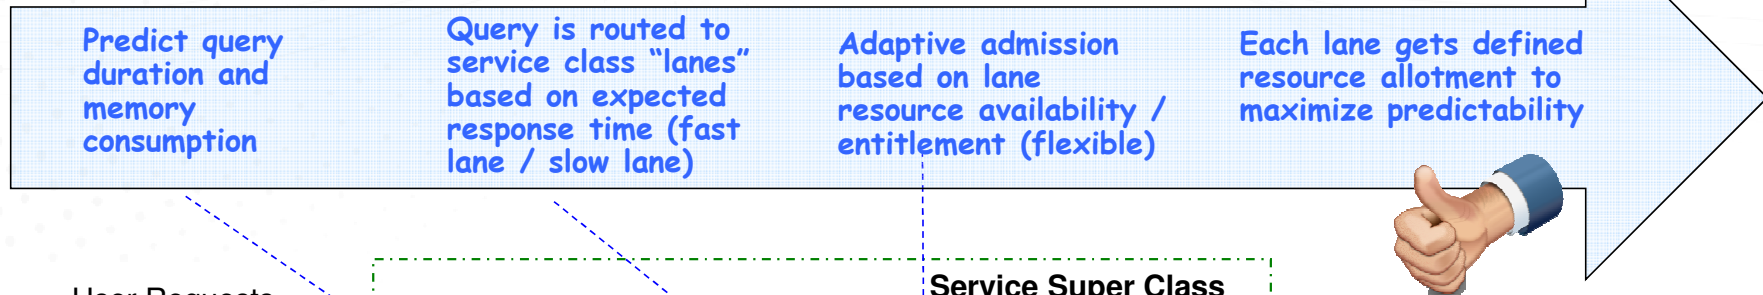 Predict query
duration and
memory
consumption
Query is routed to
service class “lanes”
based on expected
response time (fast
lane / slow lane)
Adaptive admission
based on lane
resource availability /
entitlement (flexible)
Each lane gets defined
resource allotment to
maximize predictability
User Requests
Service Super Class